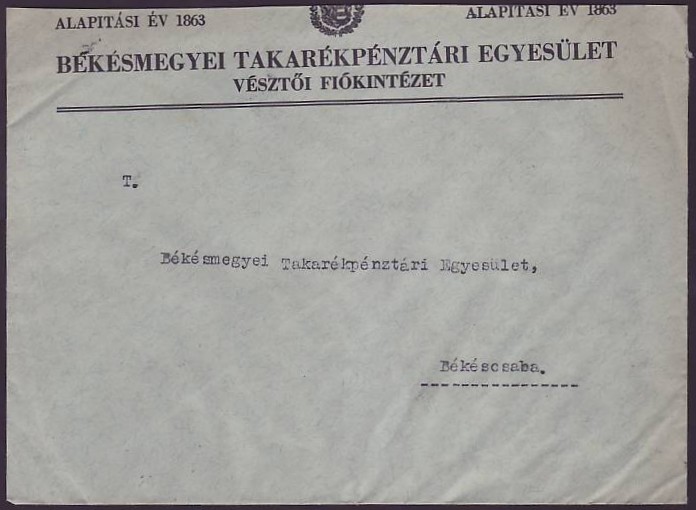 ALAPITÁSI ÉV 1863 ALAPITÁSI ÉV 1863
BÉKÉSMEGYEI TAKARÉKPÉNZTÁRI EGYESÜLET
VÉSZTŐI FIÓKINTÉZET
T.
Békésmegyei Takarékpénztári Egyesület,
Békéscsaba.